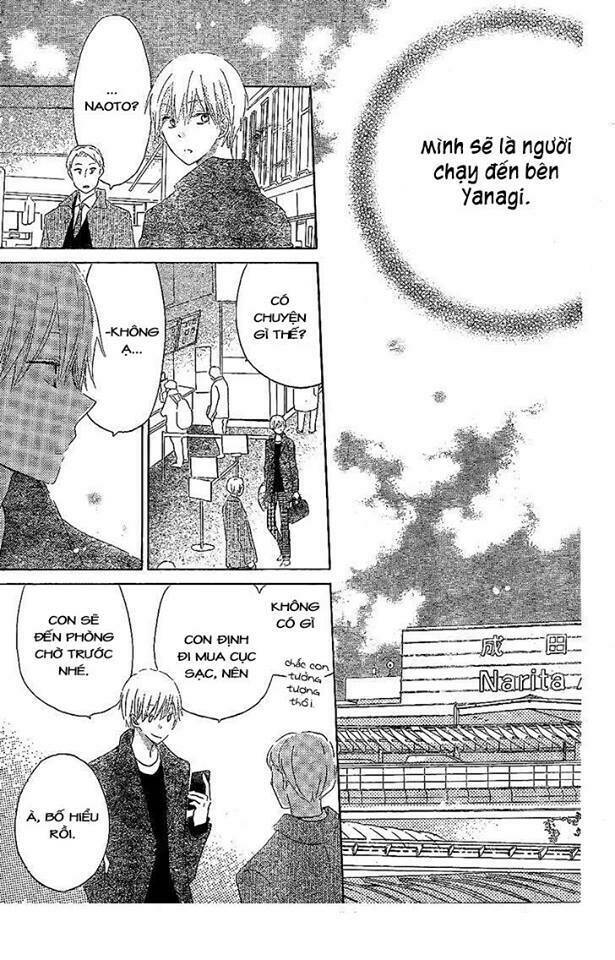 Mình sẽ là người
chạy đến bên
Yanagi.
成田
Narita A
...
NAOTO?
CÓ
CHUYỆN
GÌ THẾ?
-KHÔNG
Ạ...
KHÔNG
CÓ GÌ
chắc con
tưởng
tượng
thôi.
CON ĐỊNH
ĐI MUA CỤC
SẠC, NÊN
CON SẼ
ĐẾN PHÒNG
CHỜ TRƯỚC
NHÉ.
À, BỐ HIỂU
RỒI.